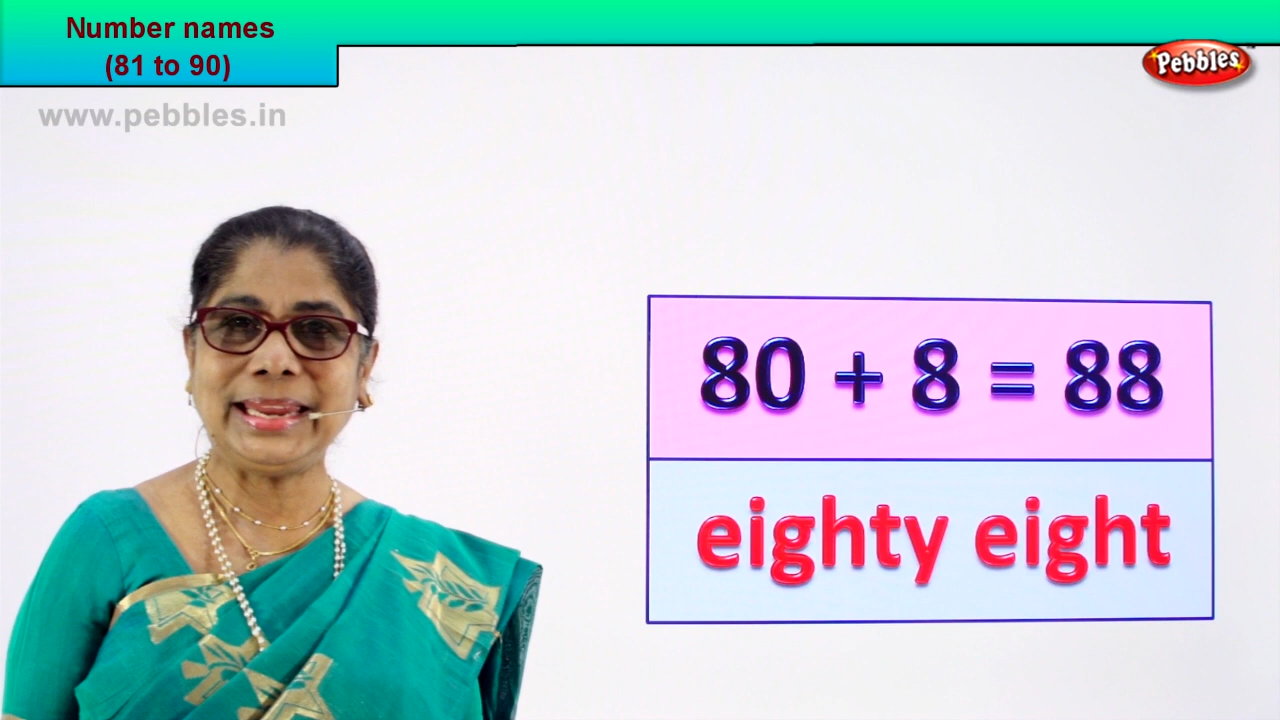 Number names
(81 to 90)
Pebbles
www.pebbles.in
80 + 8 = 88
eighty eight